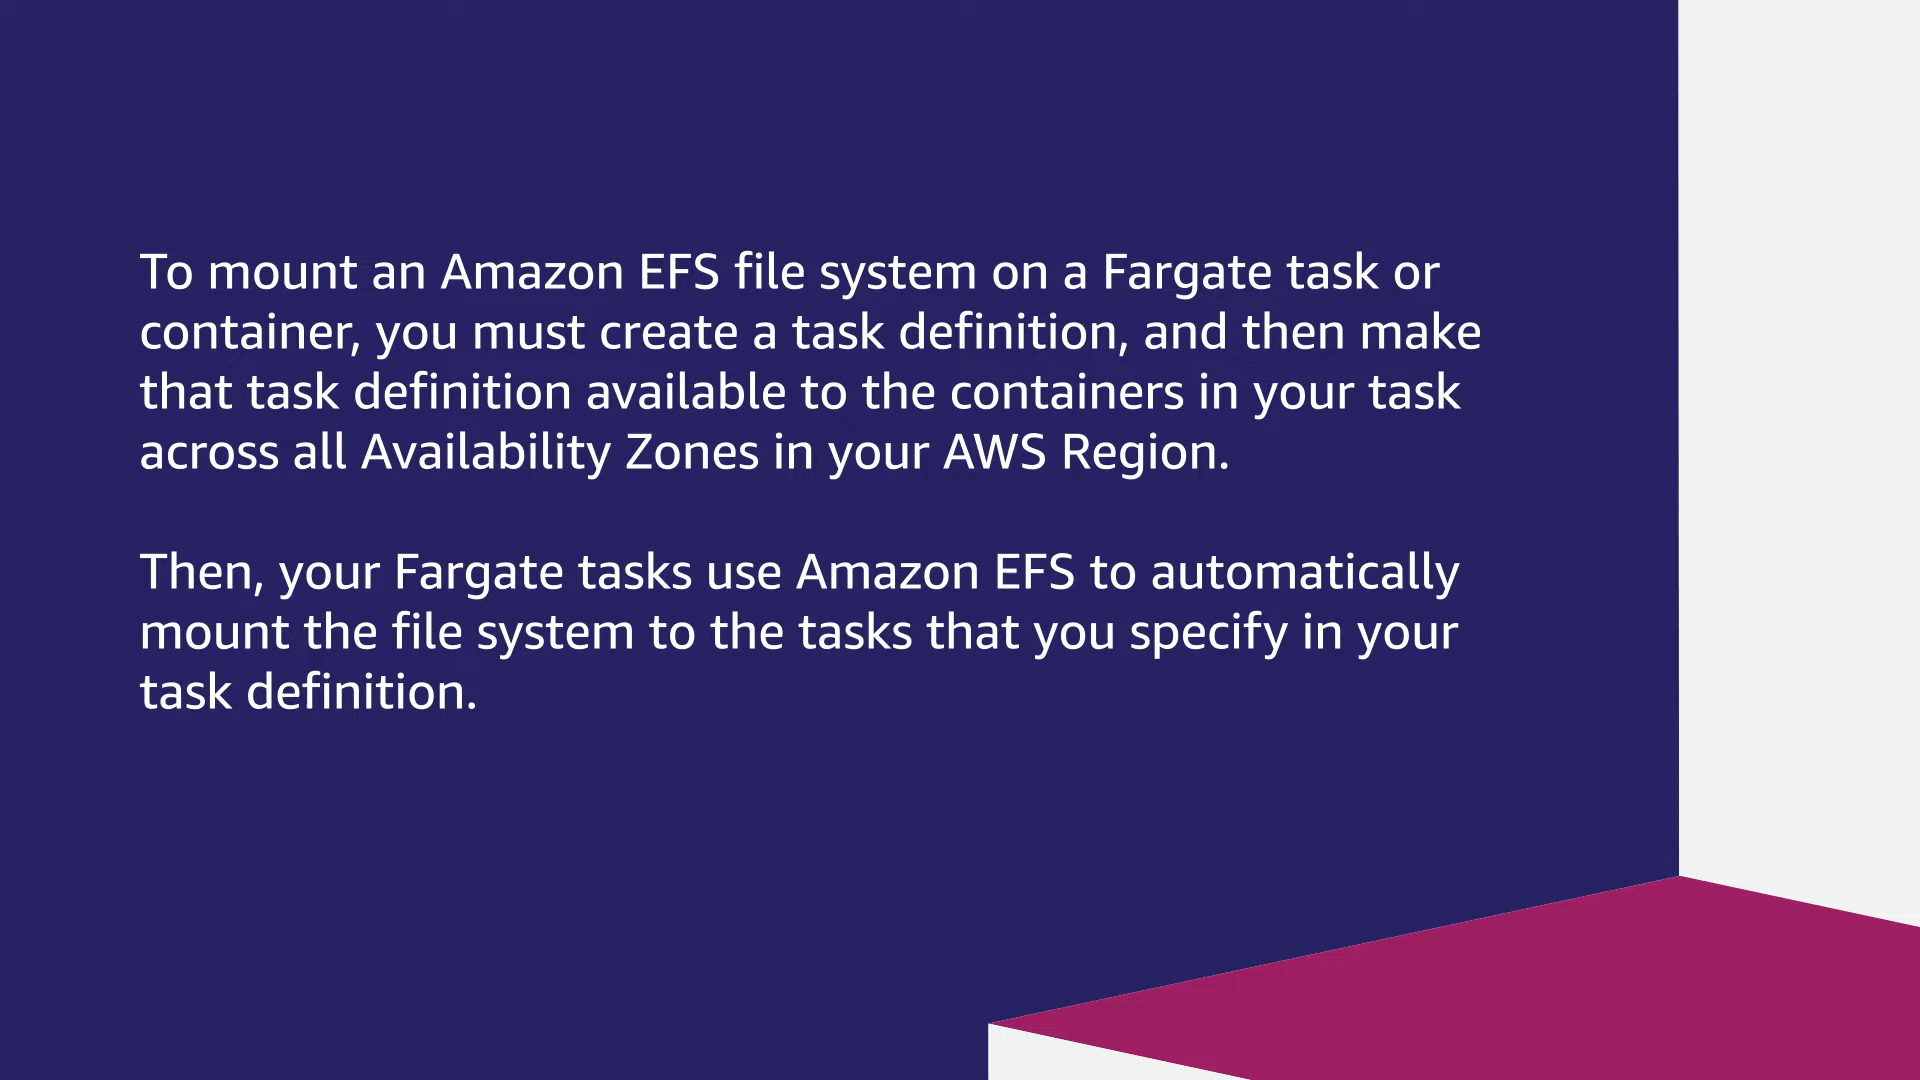 To mount an Amazon EFS file system on a Fargate task or
container, you must create a task definition, and then make
that task definition available to the containers in your task
across all Availability Zones in your AWS Region.
Then, your Fargate tasks use Amazon EFS to automatically
mount the file system to the tasks that you specify in your
task definition.